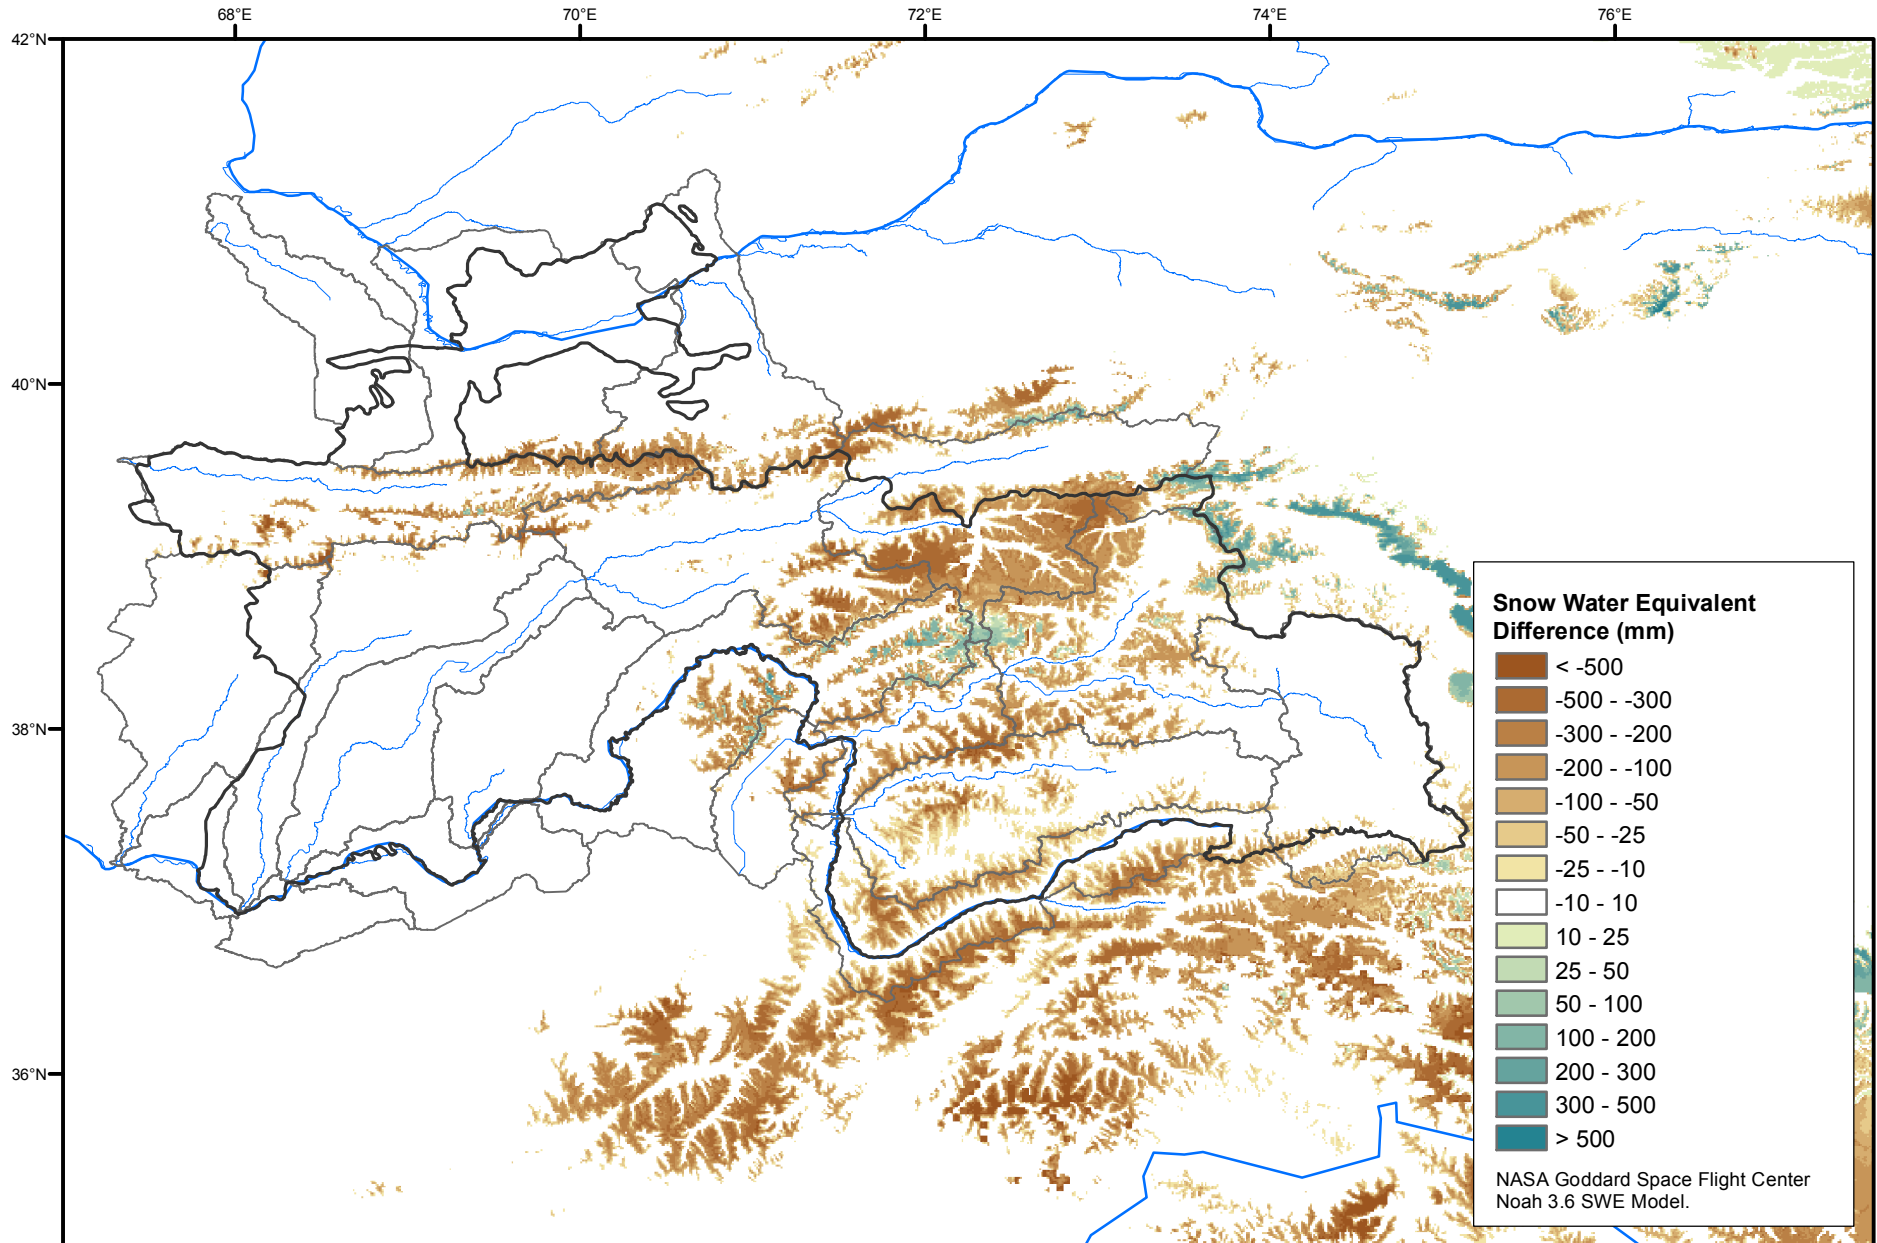 68°E
70°E
72°E
74°E
76°E
42°N
40°N
38°N
36°N
Snow Water Equivalent
Difference (mm)
< -500
-500 - -300
-300 - -200
-200 - -100
-100 - -50
-50 - -25
-25 - -10
-10 - 10
10 - 25
25 - 50
50 - 100
100 - 200
200 - 300
300 - 500
> 500
NASA Goddard Space Flight Center
Noah 3.6 SWE Model.